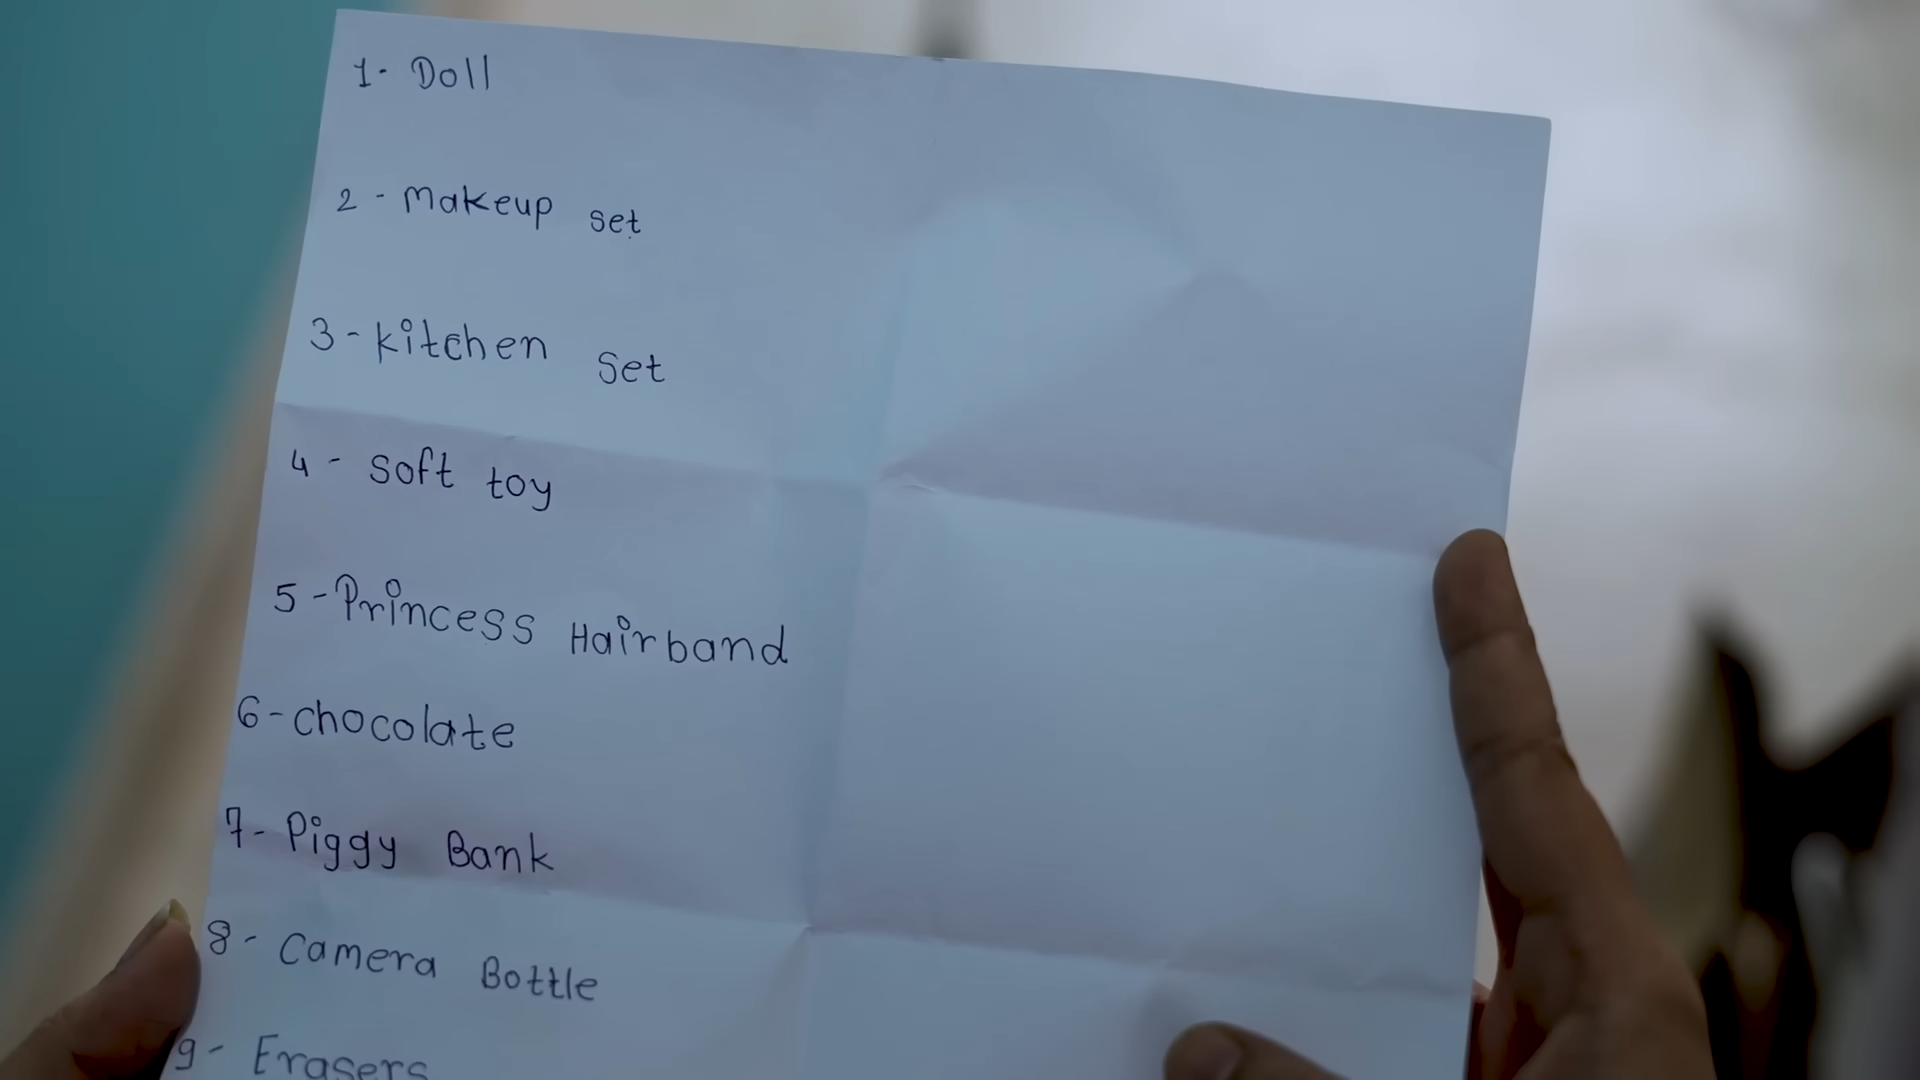 1- Doll
2 - Makeup set
3 - kitchen Set
4 - Soft toy
5 - Princess Hairband
6 - chocolate
7 - Piggy Bank
8 - Camera Bottle
9 - Erasers